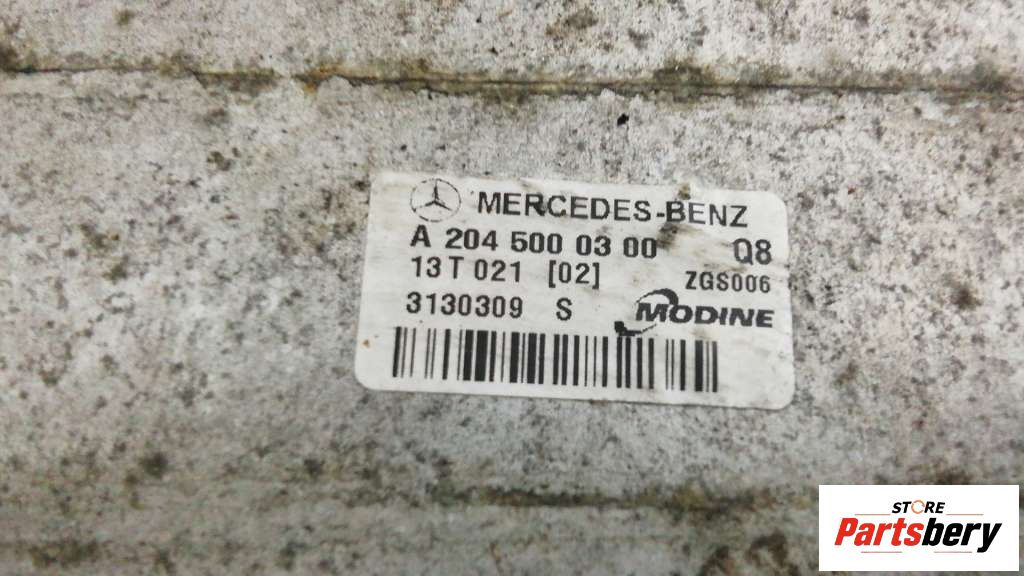 MERCEDES-BENZ
A 204 500 03 00 Q8
13 T 021 [02] ZGS006
3130309 S MODINE
STORE
Partsbery